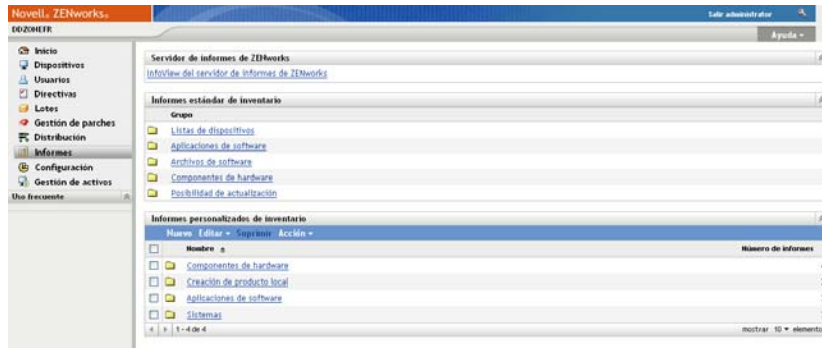 Novell. ZENworks.
Salir administrator
DDZ0HEFR
Ayuda
Inicio
Dispositivos
Usuarios
Directivas
Lotes
Gestión de parches
Distribución
Informes
Configuración
Gestión de activos
Uso frecuente
Servidor de informes de ZENworks
InfoView del servidor de informes de ZENworks
Informes estándar de inventario
Grupo
Listas de dispositivos
Aplicaciones de software
Archivos de software
Componentes de hardware
Posibilidad de actualización
Informes personalizados de inventario
Nuevo Editar Suprimir Acción
Nombre Número de informes
Componentes de hardware
Creación de producto local
Aplicaciones de software
Sistemas
1 - 4 de 4 mostrar 10 elemento